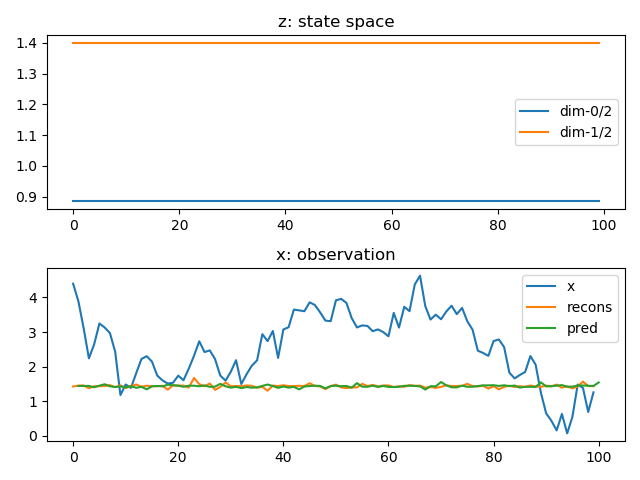 z: state space
1.4
1.3
1.2
1.1
1.0
0.9
dim-0/2
dim-1/2
0 20 40 60 80 100
x: observation
4
3
2
1
0
x
recons
pred
0 20 40 60 80 100